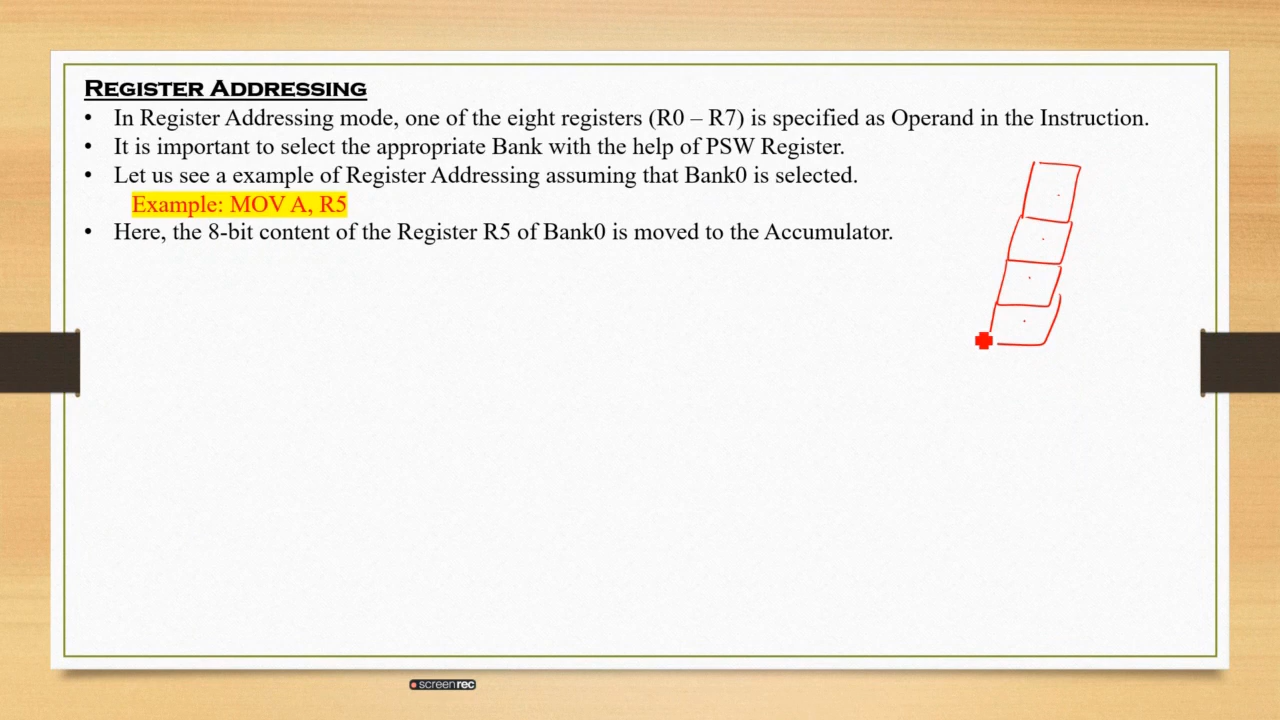 REGISTER ADDRESSING
• In Register Addressing mode, one of the eight registers (R0 – R7) is specified as Operand in the Instruction.
• It is important to select the appropriate Bank with the help of PSW Register.
• Let us see a example of Register Addressing assuming that Bank0 is selected.
Example: MOV A, R5
• Here, the 8-bit content of the Register R5 of Bank0 is moved to the Accumulator.
screenrec